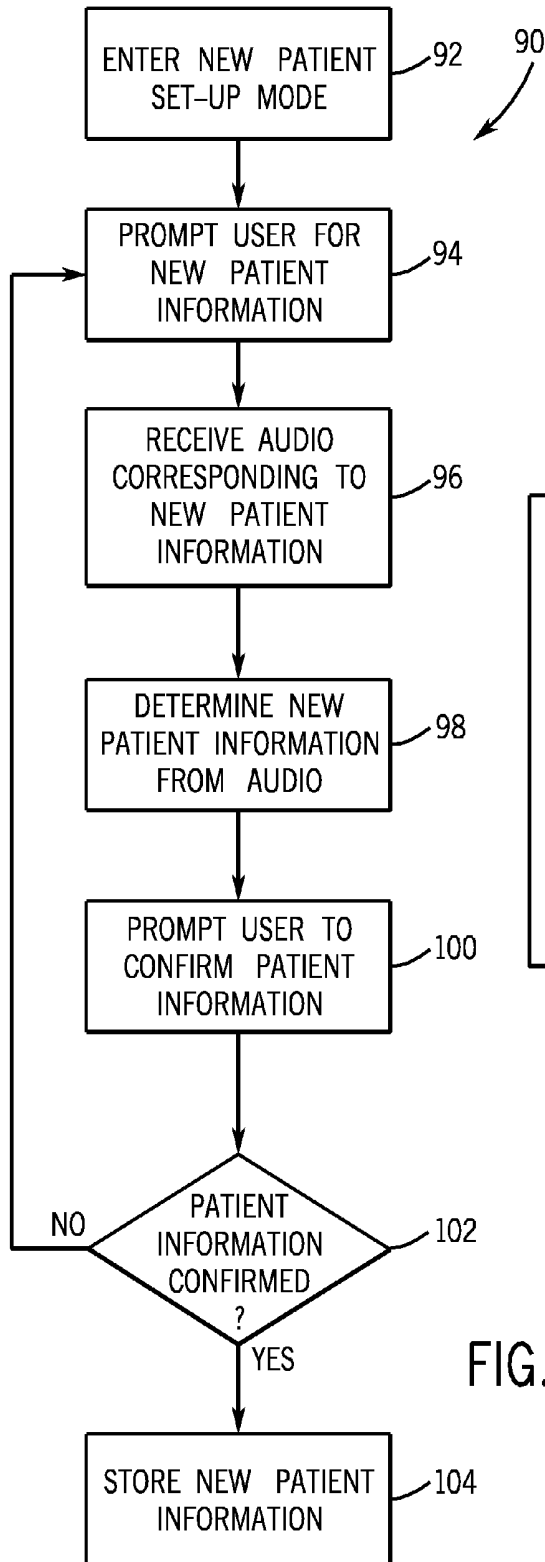 ENTER NEW PATIENT
SET-UP MODE
92
90
PROMPT USER FOR
NEW PATIENT
INFORMATION
94
RECEIVE AUDIO
CORRESPONDING TO
NEW PATIENT
INFORMATION
96
DETERMINE NEW
PATIENT INFORMATION
FROM AUDIO
98
PROMPT USER TO
CONFIRM PATIENT
INFORMATION
100
PATIENT
INFORMATION
CONFIRMED
?
102
NO
YES
FIG.
STORE NEW PATIENT
INFORMATION
104